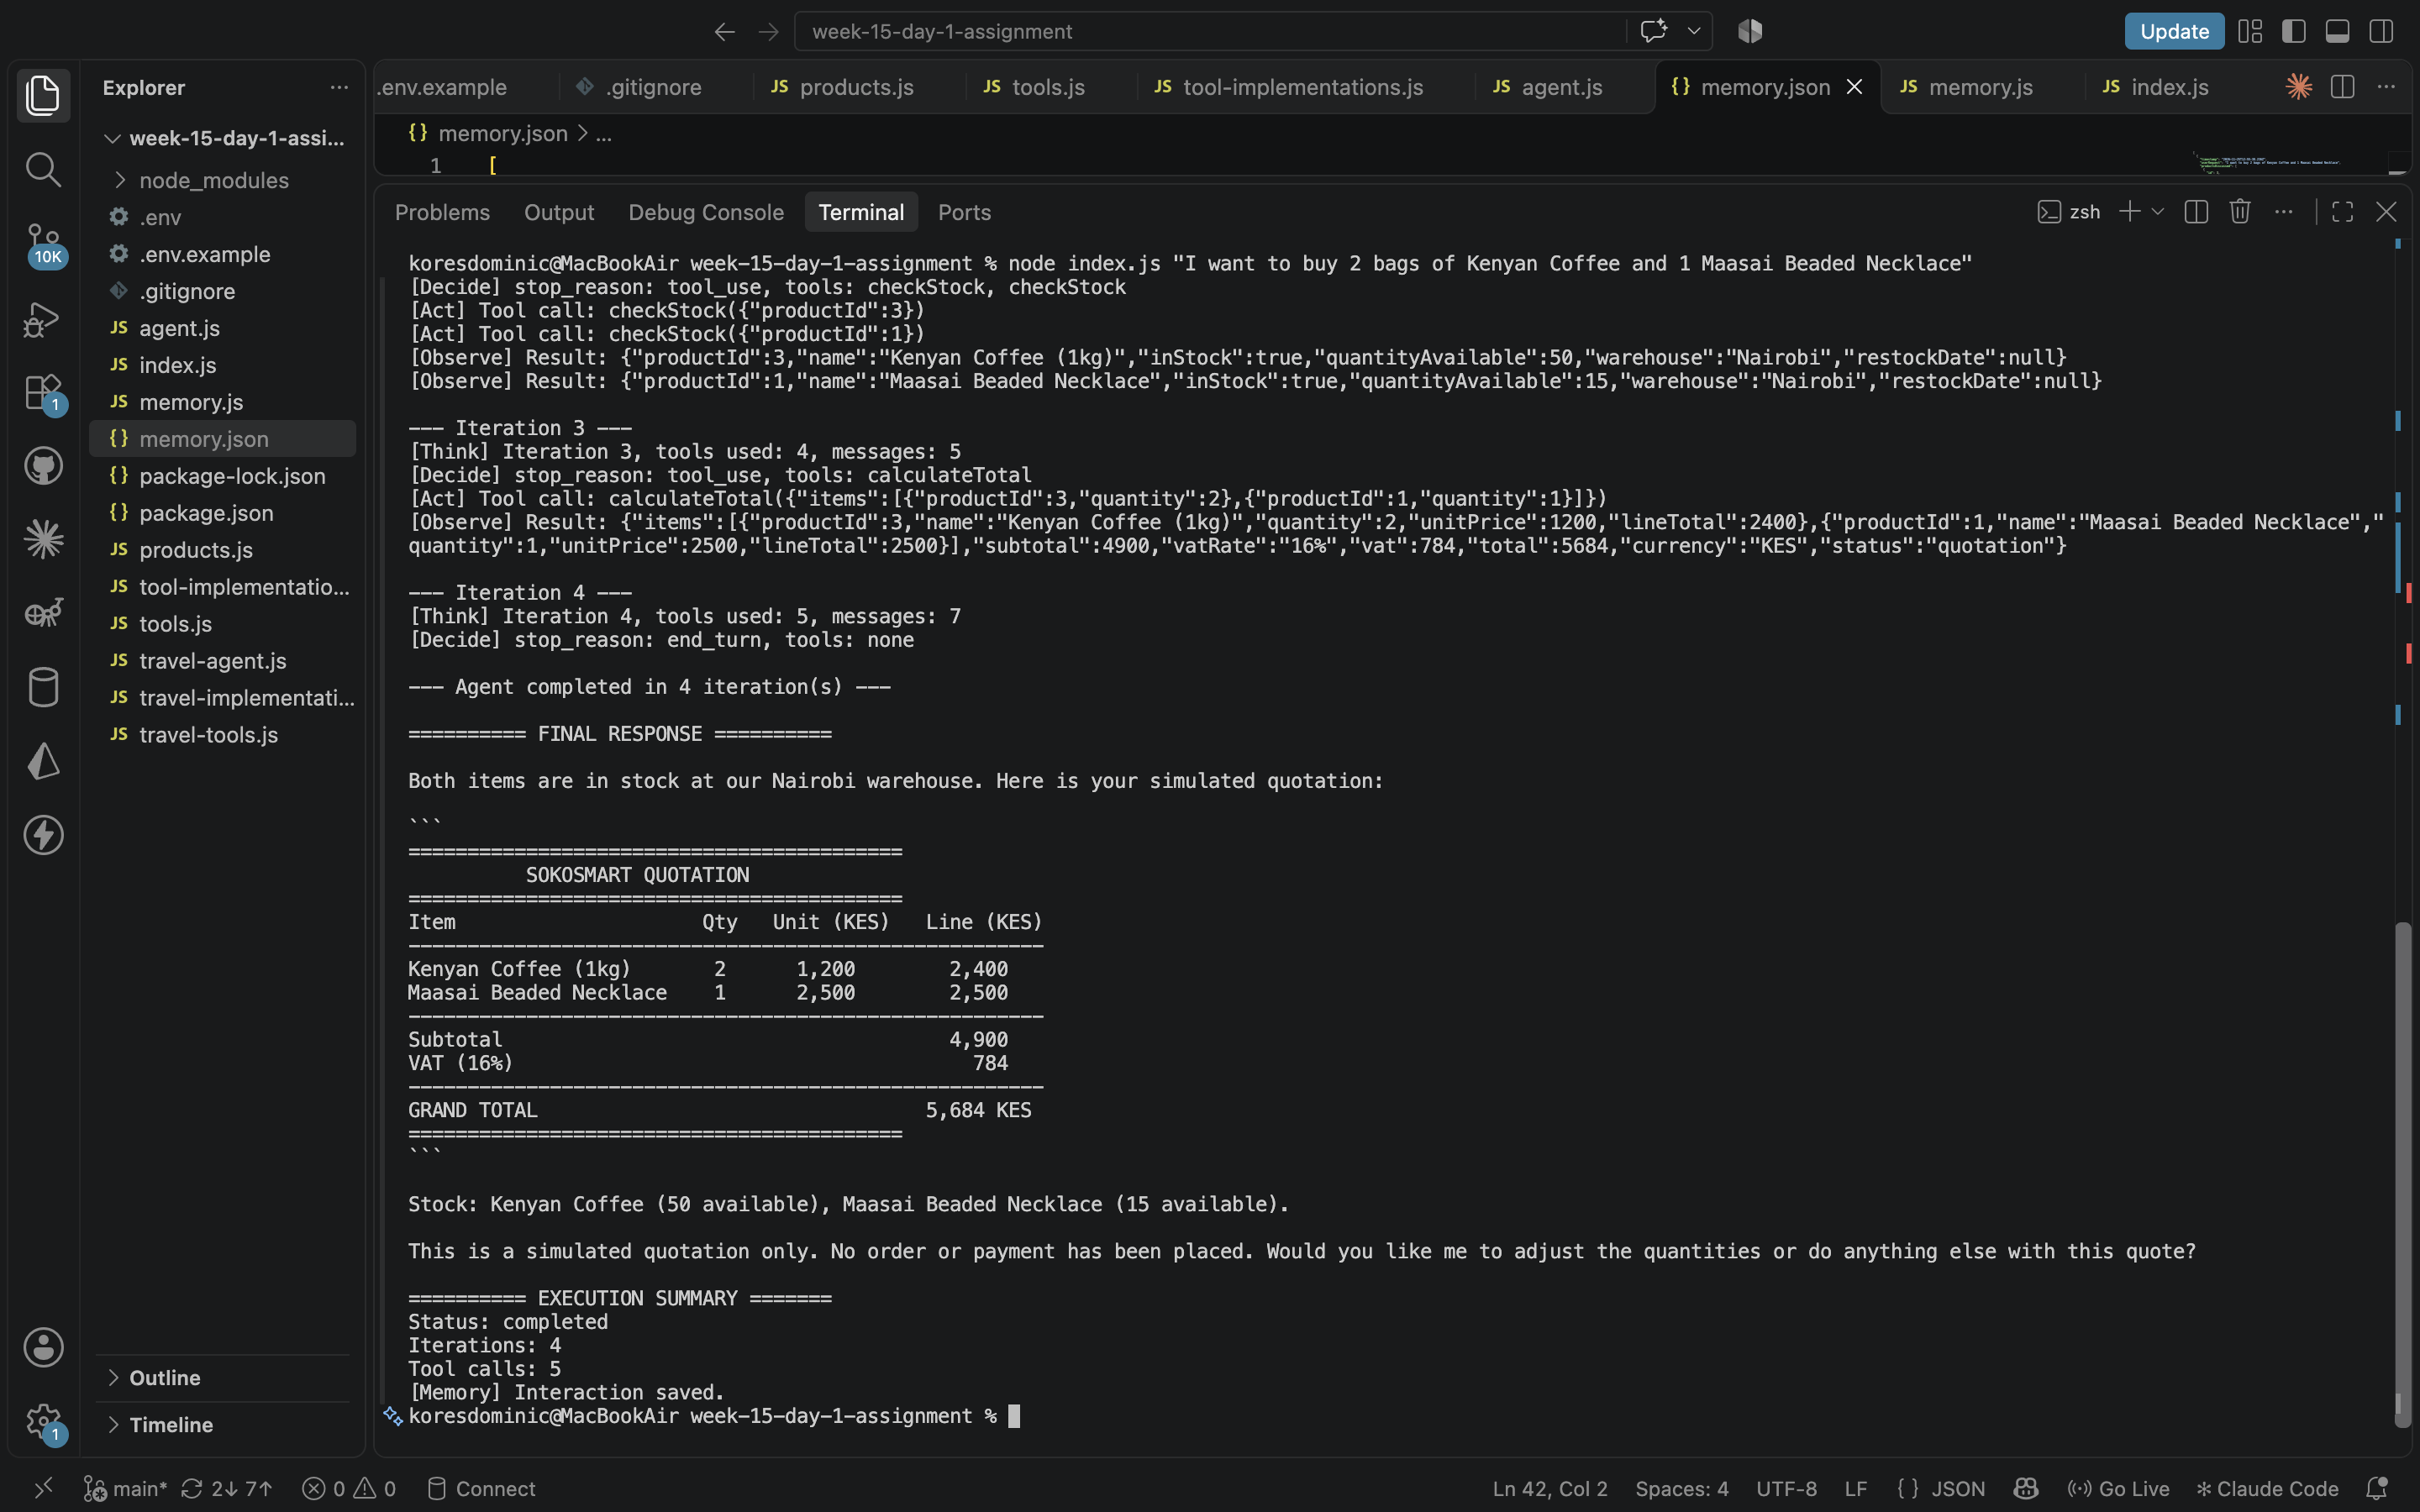 week-15-day-1-assignment
Update
Explorer
.env.example
.gitignore
JS products.js
JS tools.js
JS tool-implementations.js
JS agent.js
{} memory.json
JS memory.js
JS index.js
week-15-day-1-assi...
node_modules
.env
.env.example
.gitignore
JS agent.js
JS index.js
JS memory.js
{} memory.json
{} package-lock.json
{} package.json
JS products.js
JS tool-implementatio...
JS tools.js
JS travel-agent.js
JS travel-implementati...
JS travel-tools.js
Outline
Timeline
10K
1
1
{} memory.json > ...
1 [
Problems Output Debug Console Terminal Ports
zsh
koresdominic@MacBookAir week-15-day-1-assignment % node index.js "I want to buy 2 bags of Kenyan Coffee and 1 Maasai Beaded Necklace"
[Decide] stop_reason: tool_use, tools: checkStock, checkStock
[Act] Tool call: checkStock({"productId":3})
[Act] Tool call: checkStock({"productId":1})
[Observe] Result: {"productId":3,"name":"Kenyan Coffee (1kg)","inStock":true,"quantityAvailable":50,"warehouse":"Nairobi","restockDate":null}
[Observe] Result: {"productId":1,"name":"Maasai Beaded Necklace","inStock":true,"quantityAvailable":15,"warehouse":"Nairobi","restockDate":null}
--- Iteration 3 ---
[Think] Iteration 3, tools used: 4, messages: 5
[Decide] stop_reason: tool_use, tools: calculateTotal
[Act] Tool call: calculateTotal({"items":[{"productId":3,"quantity":2},{"productId":1,"quantity":1}]})
[Observe] Result: {"items":[{"productId":3,"name":"Kenyan Coffee (1kg)","quantity":2,"unitPrice":1200,"lineTotal":2400},{"productId":1,"name":"Maasai Beaded Necklace","
quantity":1,"unitPrice":2500,"lineTotal":2500}],"subtotal":4900,"vatRate":"16%","vat":784,"total":5684,"currency":"KES","status":"quotation"}
--- Iteration 4 ---
[Think] Iteration 4, tools used: 5, messages: 7
[Decide] stop_reason: end_turn, tools: none
--- Agent completed in 4 iteration(s) ---
========== FINAL RESPONSE ==========
Both items are in stock at our Nairobi warehouse. Here is your simulated quotation:
```
==========================================
SOKOSMART QUOTATION
==========================================
Item Qty Unit (KES) Line (KES)
------------------------------------------------------
Kenyan Coffee (1kg) 2 1,200 2,400
Maasai Beaded Necklace 1 2,500 2,500
------------------------------------------------------
Subtotal 4,900
VAT (16%) 784
------------------------------------------------------
GRAND TOTAL 5,684 KES
==========================================
```
Stock: Kenyan Coffee (50 available), Maasai Beaded Necklace (15 available).
This is a simulated quotation only. No order or payment has been placed. Would you like me to adjust the quantities or do anything else with this quote?
========== EXECUTION SUMMARY =======
Status: completed
Iterations: 4
Tool calls: 5
[Memory] Interaction saved.
koresdominic@MacBookAir week-15-day-1-assignment %
main* 2↓ 7↑ 0 0 Connect
Ln 42, Col 2 Spaces: 4 UTF-8 LF {} JSON Go Live Claude Code